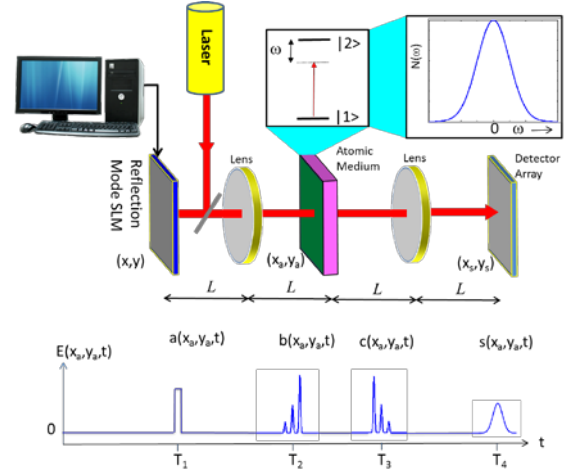 Laser
ω
|2>
|1>
N(ω)
0
ω
Reflection
Mode SLM
Lens
Atomic
Medium
Lens
Detector
Array
(x,y)
(xₐ,yₐ)
(xₛ,yₛ)
L L L L
a(xₐ,yₐ,t) b(xₐ,yₐ,t) c(xₐ,yₐ,t) s(xₐ,yₐ,t)
E(xₐ,yₐ,t)
0
t
T₁ T₂ T₃ T₄